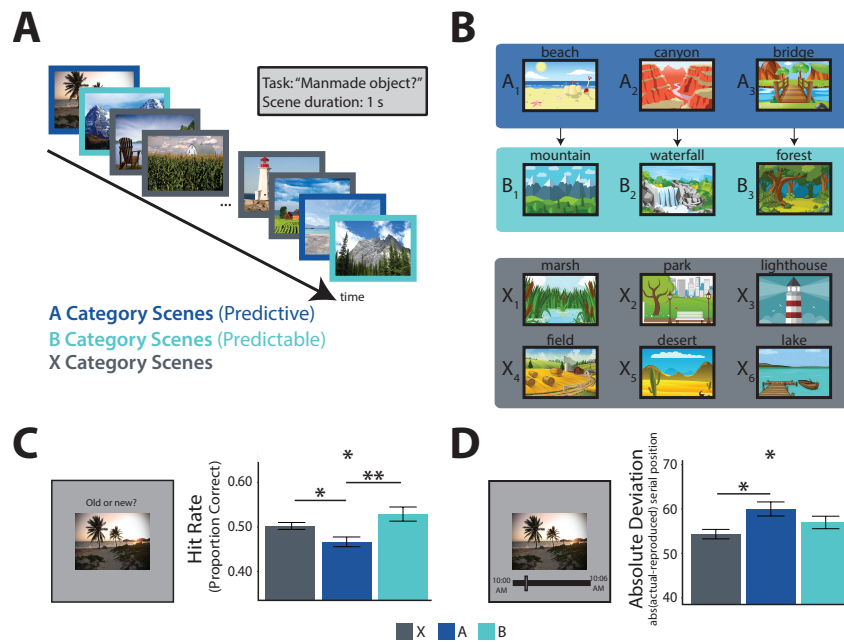 A
Task: “Manmade object?”
Scene duration: 1 s
...
time
A Category Scenes (Predictive)
B Category Scenes (Predictable)
X Category Scenes
B
beach
canyon
bridge
A1
A2
A3
mountain
waterfall
forest
B1
B2
B3
marsh
park
lighthouse
X1
X2
X3
field
desert
lake
X4
X5
X6
C
Old or new?
Hit Rate
(Proportion Correct)
0.60
0.50
0.40
*
*
**
D
10:00
AM
10:06
AM
Absolute Deviation
abs(actual-reproduced) serial position
70
60
50
40
*
*
X
A
B